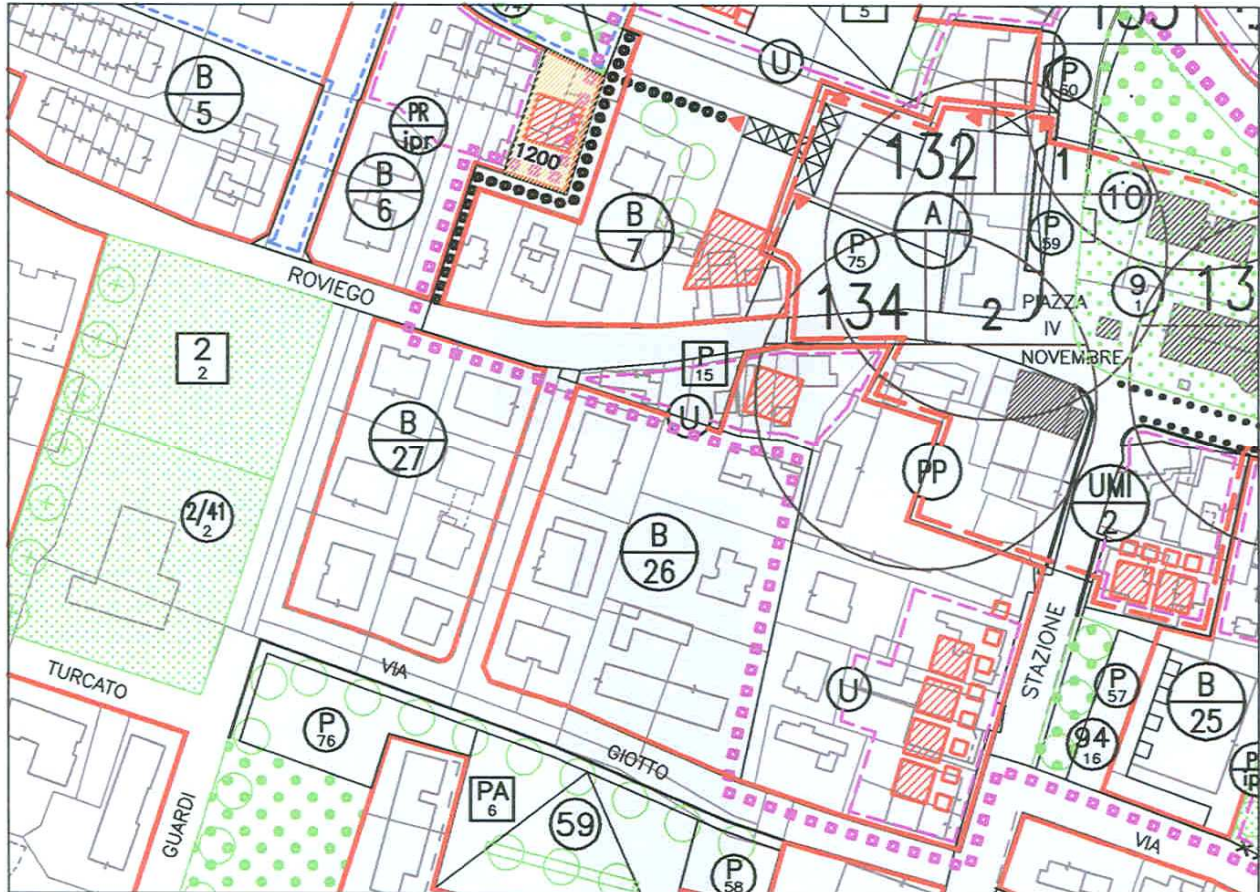 74
5
B
5
U
P
60
PR
ipr
1200
132
1
B
6
10
B
7
A
P
59
P
75
9
1
13
ROVIEGO
134
2
PIAZZA
IV
NOVEMBRE
2
2
P
15
U
B
27
PP
UMI
2
2/41
2
B
26
STAZIONE
VIA
TURCATO
U
P
57
B
25
P
76
94
16
GIOTTO
PA
6
59
GUARDI
VIA
P
58